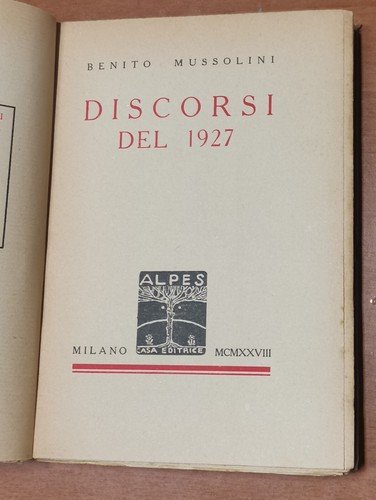 BENITO MUSSOLINI
DISCORSI
DEL 1927
ALPES
CASA EDITRICE
MILANO MCMXXVIII
I